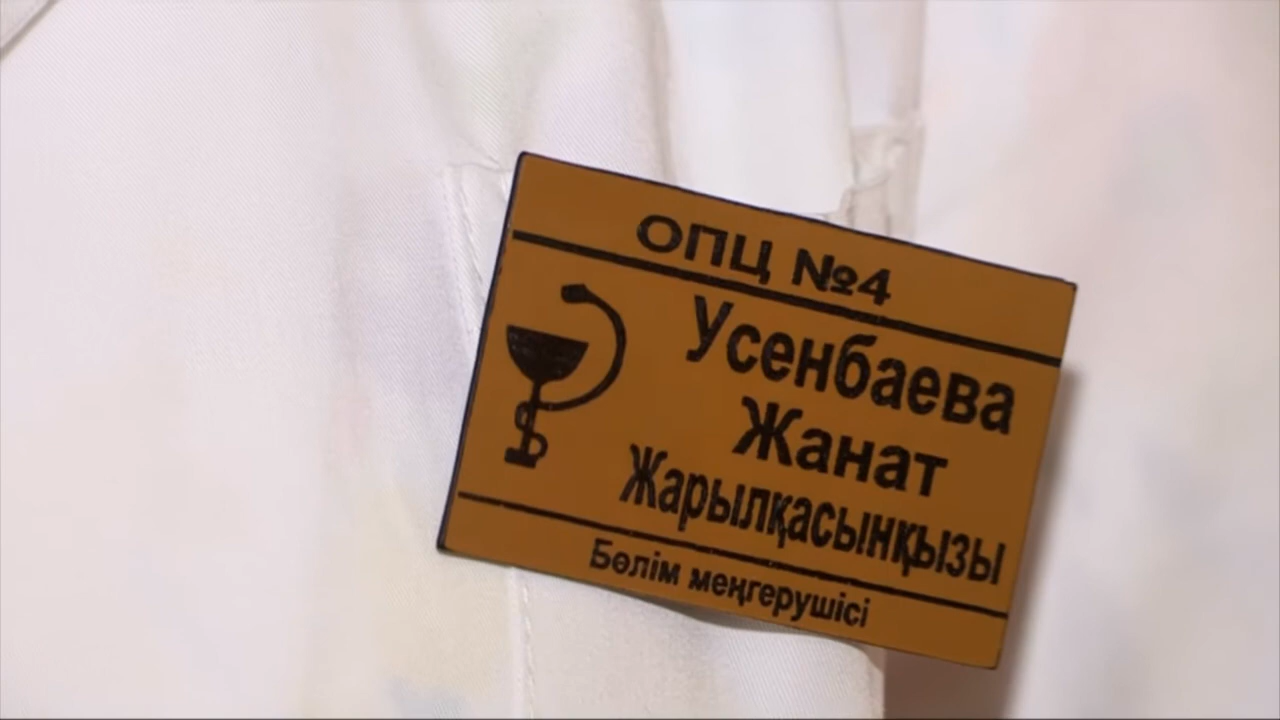 ОПЦ №4
Усенбаева
Жанат
Жарылқасынқызы
Бөлім меңгерушісі